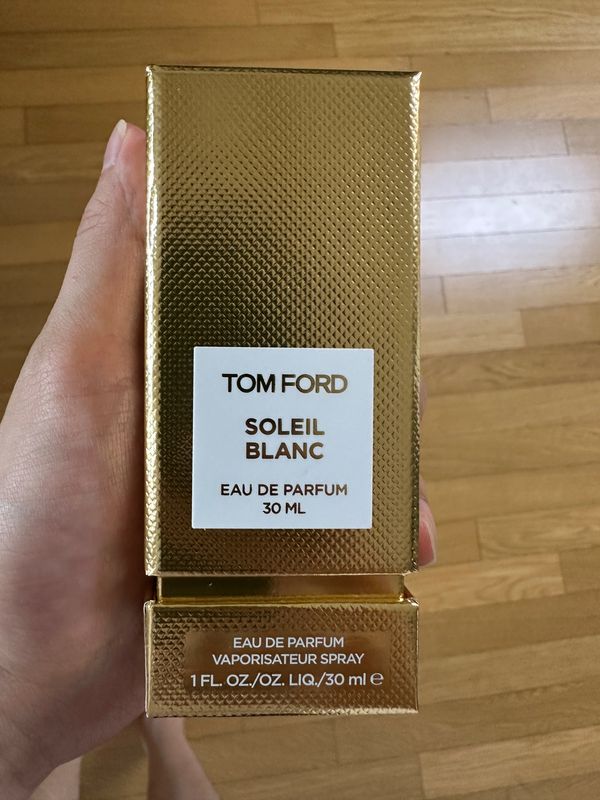 TOM FORD
SOLEIL
BLANC
EAU DE PARFUM
30 ML
EAU DE PARFUM
VAPORISATEUR SPRAY
1 FL. OZ./OZ. LIQ./30 ml ℮